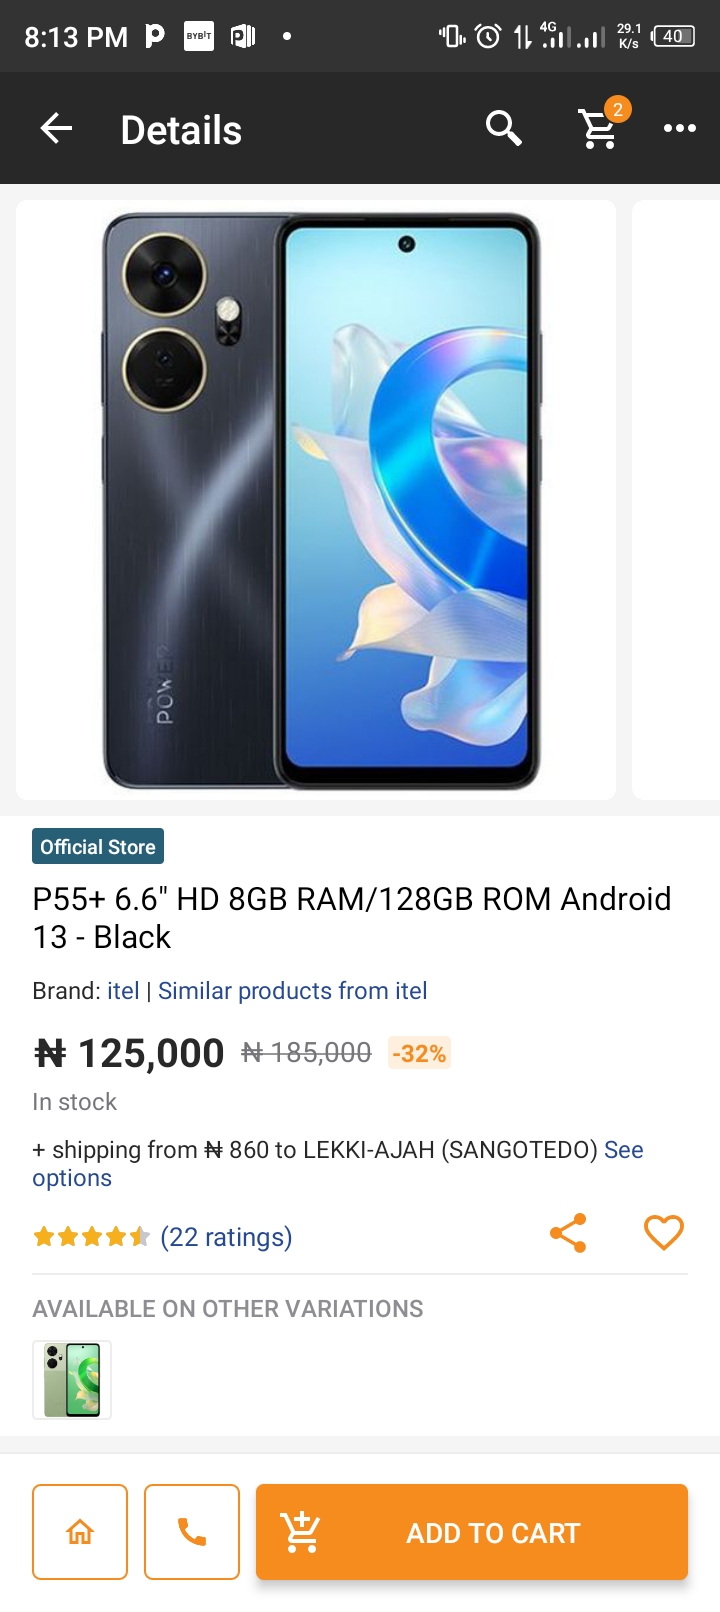 8:13 PM BYBIT 4G 29.1 K/s 40
Details 2
POWER
Official Store
P55+ 6.6" HD 8GB RAM/128GB ROM Android
13 - Black
Brand: itel | Similar products from itel
₦ 125,000 ₦ 185,000 -32%
In stock
+ shipping from ₦ 860 to LEKKI-AJAH (SANGOTEDO) See
options
(22 ratings)
AVAILABLE ON OTHER VARIATIONS
ADD TO CART